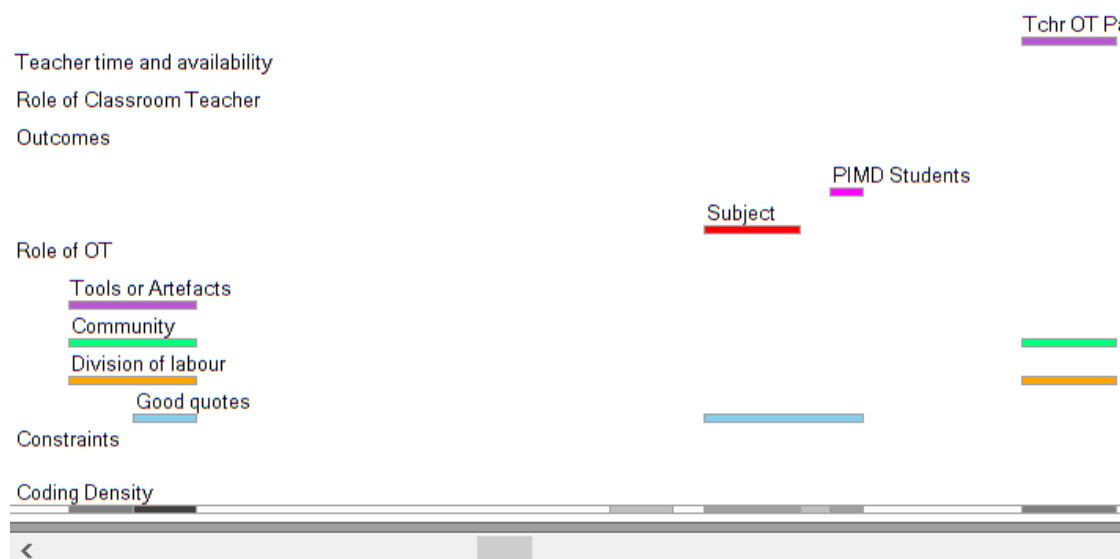 Tchr OT Pa
Teacher time and availability
Role of Classroom Teacher
Outcomes
PIMD Students
Subject
Role of OT
Tools or Artefacts
Community
Division of labour
Good quotes
Constraints
Coding Density